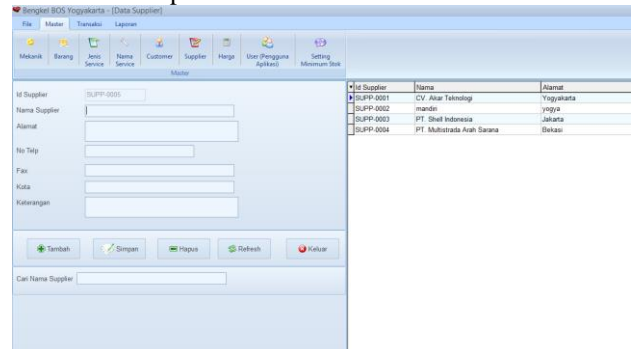 Bengkel BOS Yogyakarta - [Data Supplier]
File Master Transaksi Laporan
Mekanik Barang Jenis Service Nama Service Customer Supplier Harga User (Pengguna Aplikasi) Setting Minimum Stok
Master
Id Supplier SUPP-0005
Nama Supplier
Alamat
No Telp
Fax
Kota
Keterangan
Tambah Simpan Hapus Refresh Keluar
Cari Nama Supplier
Id Supplier Nama Alamat
SUPP-0001 CV. Akar Teknologi Yogyakarta
SUPP-0002 mandiri yogya
SUPP-0003 PT. Shell Indonesia Jakarta
SUPP-0004 PT. Multistrada Arah Sarana Bekasi